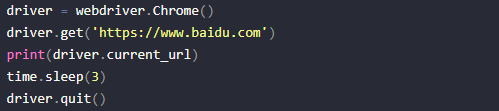 driver = webdriver.Chrome()
driver.get('https://www.baidu.com')
print(driver.current_url)
time.sleep(3)
driver.quit()